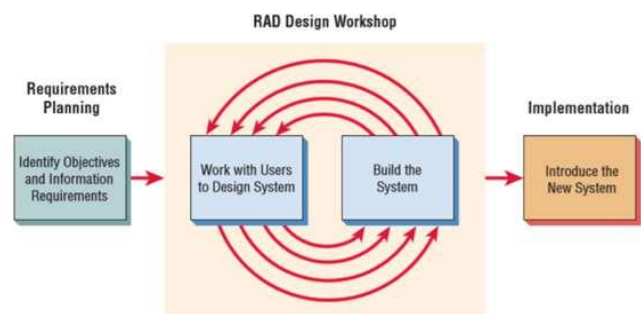 RAD Design Workshop
Requirements
Planning
Identify Objectives
and Information
Requirements
Work with Users
to Design System
Build the
System
Implementation
Introduce the
New System